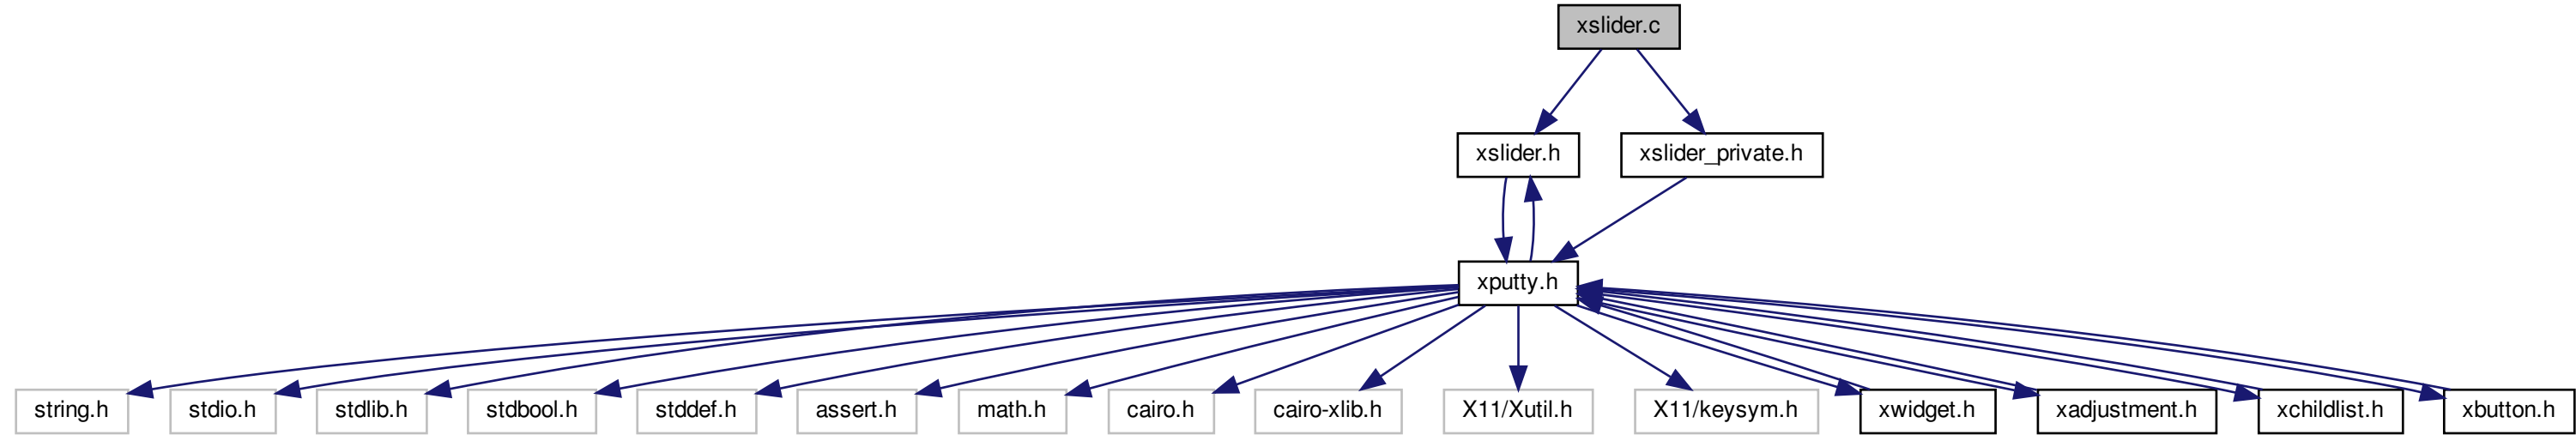 xslider.c
xslider.h
xslider_private.h
xputty.h
string.h
stdio.h
stdlib.h
stdbool.h
stddef.h
assert.h
math.h
cairo.h
cairo-xlib.h
X11/Xutil.h
X11/keysym.h
xwidget.h
xadjustment.h
xchildlist.h
xbutton.h